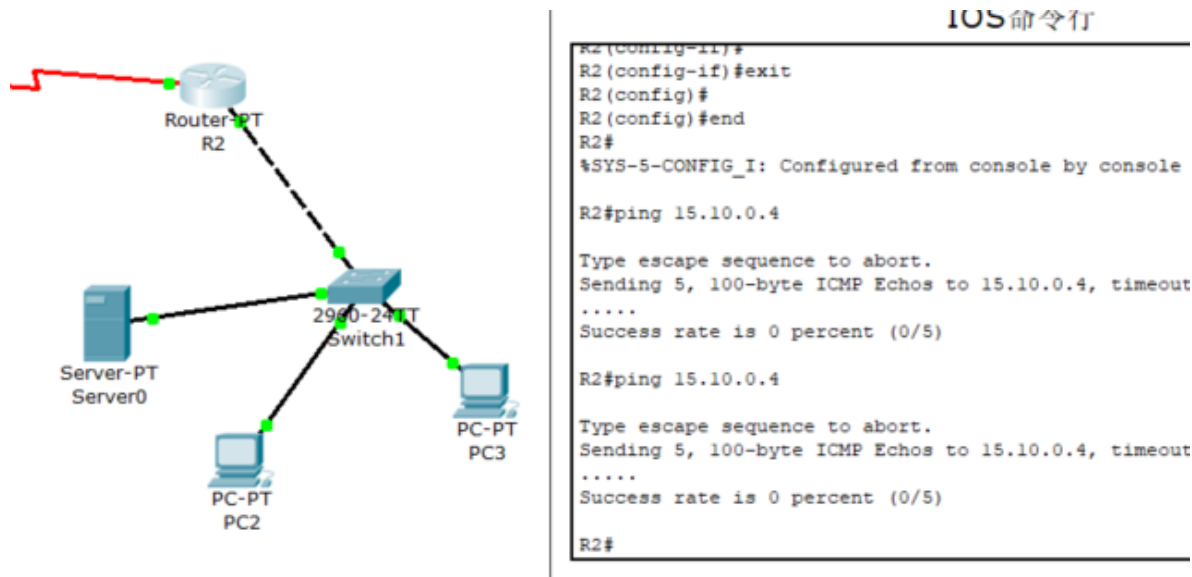 Router-PT
R2
2960-24TT
Switch1
Server-PT
Server0
PC-PT
PC3
PC-PT
PC2
IOS命令行
R2(config-if)#
R2(config-if)#exit
R2(config)#
R2(config)#end
R2#
%SYS-5-CONFIG_I: Configured from console by console
R2#ping 15.10.0.4
Type escape sequence to abort.
Sending 5, 100-byte ICMP Echos to 15.10.0.4, timeout
.....
Success rate is 0 percent (0/5)
R2#ping 15.10.0.4
Type escape sequence to abort.
Sending 5, 100-byte ICMP Echos to 15.10.0.4, timeout
.....
Success rate is 0 percent (0/5)
R2#